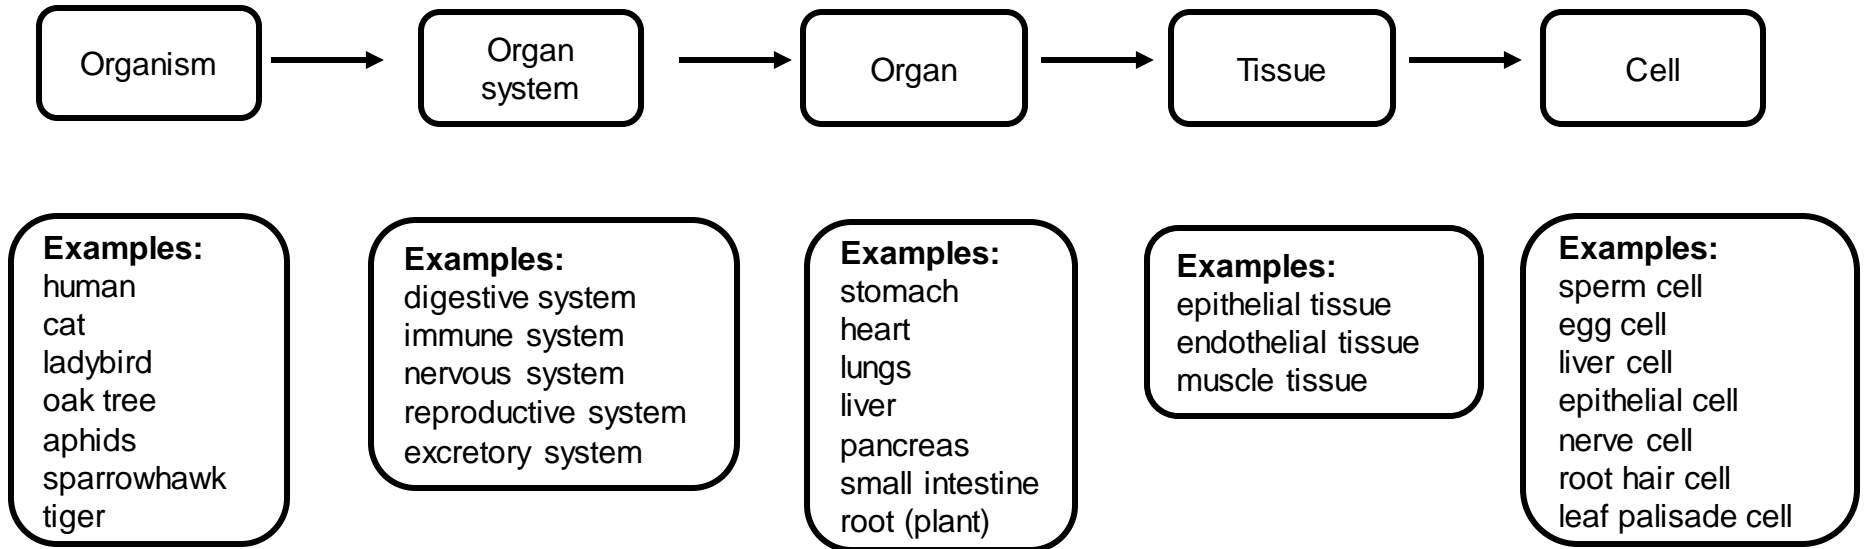 Organism
Organ
system
Organ
Tissue
Cell
Examples:
human
cat
ladybird
oak tree
aphids
sparrowhawk
tiger
Examples:
digestive system
immune system
nervous system
reproductive system
excretory system
Examples:
stomach
heart
lungs
liver
pancreas
small intestine
root (plant)
Examples:
epithelial tissue
endothelial tissue
muscle tissue
Examples:
sperm cell
egg cell
liver cell
epithelial cell
nerve cell
root hair cell
leaf palisade cell